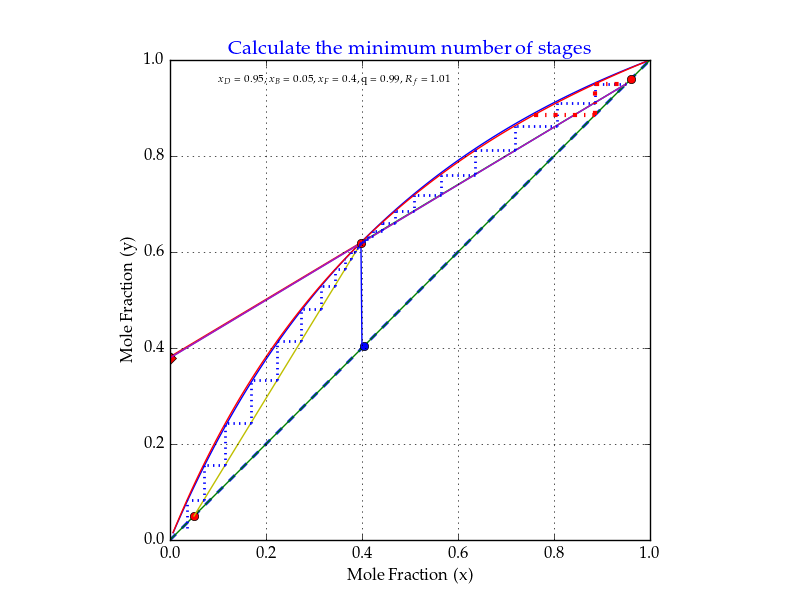 Calculate the minimum number of stages
x_D = 0.95, x_B = 0.05, x_F = 0.4, q = 0.99, R_f = 1.01
1.0
0.8
0.6
0.4
0.2
0.0
Mole Fraction (y)
0.0 0.2 0.4 0.6 0.8 1.0
Mole Fraction (x)